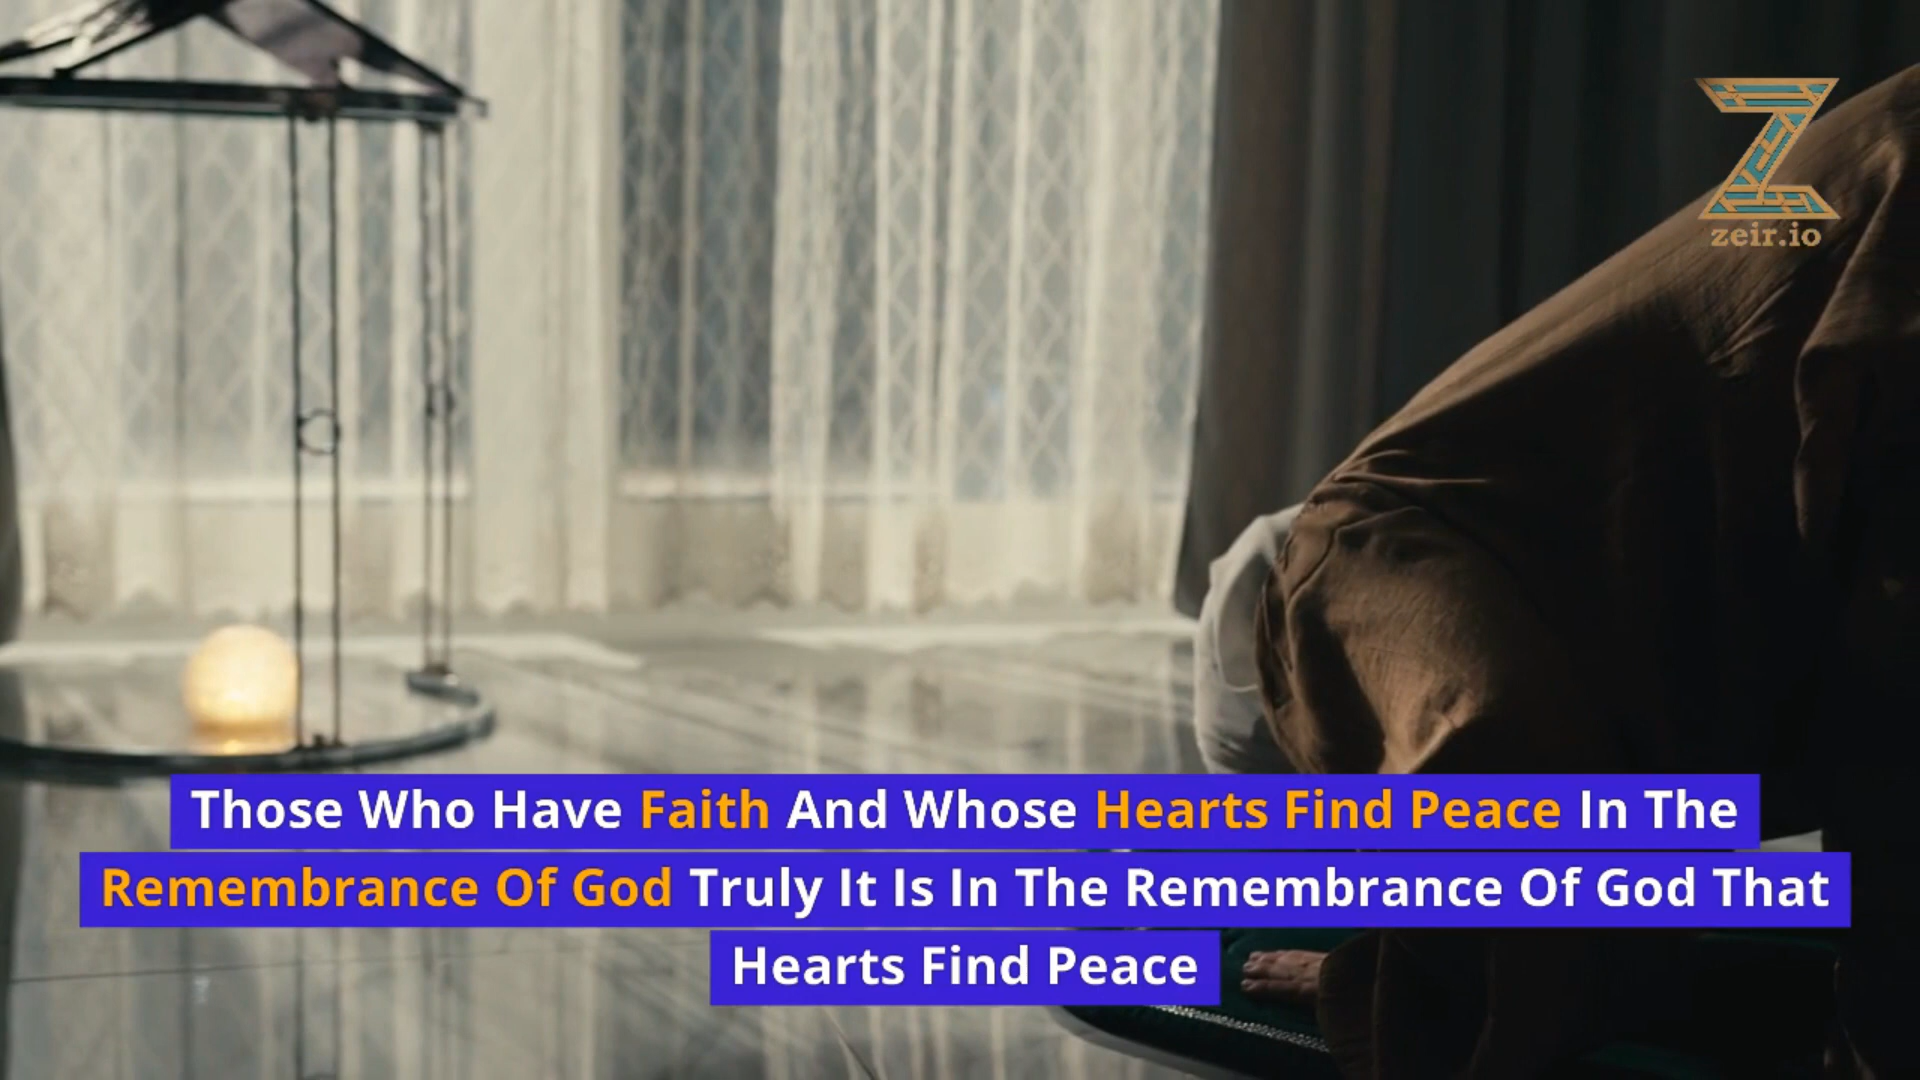 zeir.io
Those Who Have Faith And Whose Hearts Find Peace In The
Remembrance Of God Truly It Is In The Remembrance Of God That
Hearts Find Peace